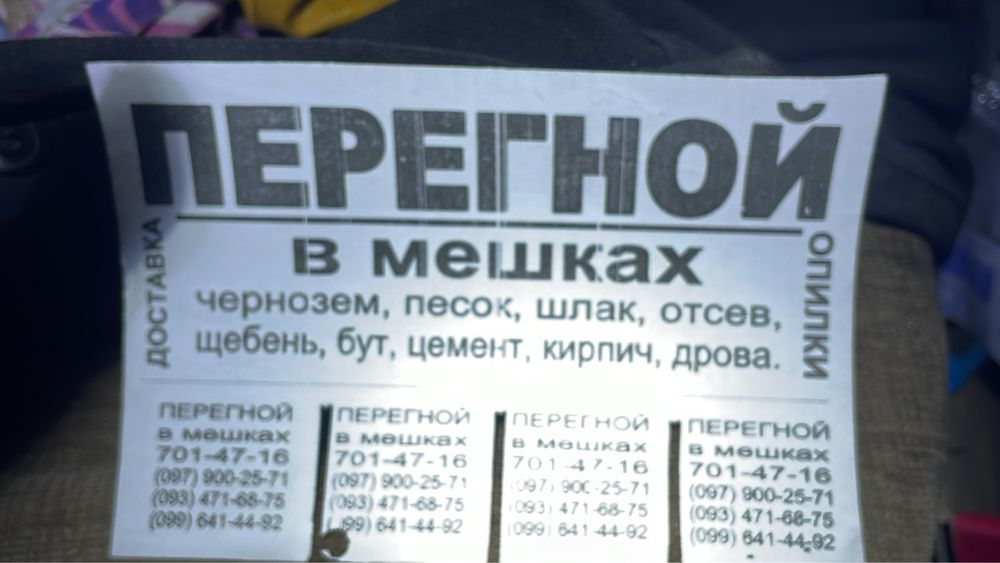 ПЕРЕГНОЙ
в мешках
чернозем, песок, шлак, отсев,
щебень, бут, цемент, кирпич, дрова.
ДОСТАВКА
ОПИЛКИ
ПЕРЕГНОЙ
в мешках
701-47-16
(097) 900-25-71
(093) 471-68-75
(099) 641-44-92
ПЕРЕГНОЙ
в мешках
701-47-16
(097) 900-25-71
(093) 471-68-75
(099) 641-44-92
ПЕРЕГНОЙ
в мешках
701-47-16
(097) 900-25-71
(093) 471-68-75
(099) 641-44-92
ПЕРЕГНОЙ
в мешках
701-47-16
(097) 900-25-71
(093) 471-68-75
(099) 641-44-92